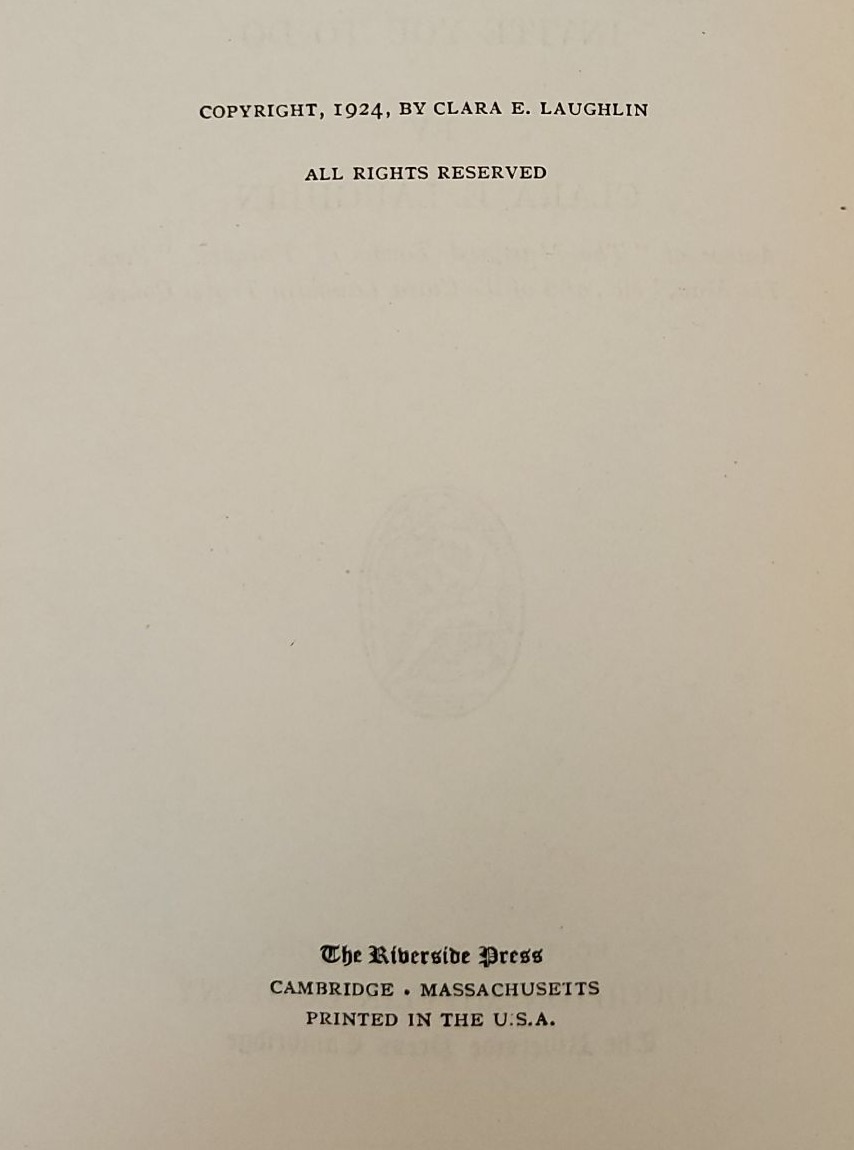 COPYRIGHT, 1924, BY CLARA E. LAUGHLIN
ALL RIGHTS RESERVED
The Riverside Press
CAMBRIDGE . MASSACHUSETTS
PRINTED IN THE U.S.A.